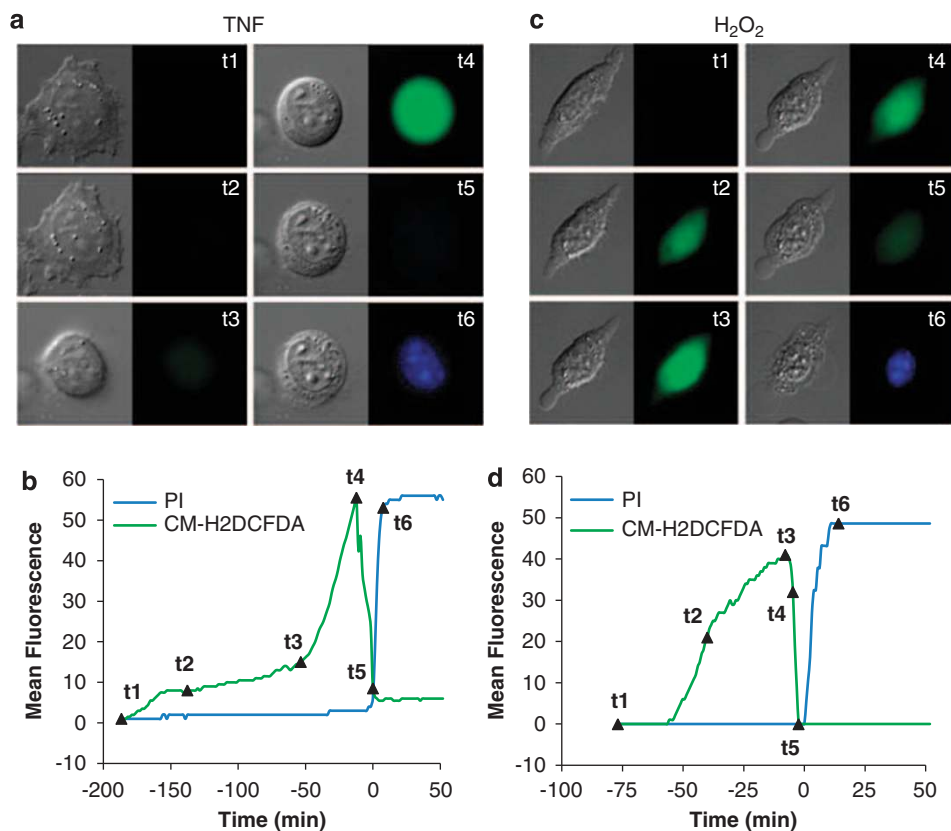 a
TNF
t1
t4
t2
t5
t3
t6
c
H₂O₂
t1
t4
t2
t5
t3
t6
b
Mean Fluorescence
60
50
40
30
20
10
0
-10
PI
CM-H2DCFDA
t1
t2
t3
t4
t5
t6
-200
-150
-100
-50
0
50
Time (min)
d
Mean Fluorescence
60
50
40
30
20
10
0
-10
PI
CM-H2DCFDA
t1
t2
t3
t4
t5
t6
-100
-75
-50
-25
0
25
50
Time (min)